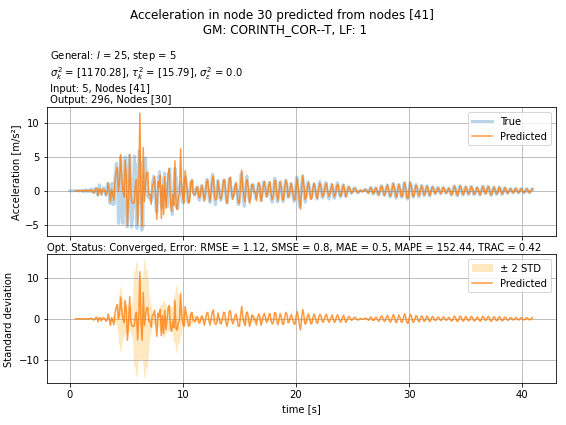 Acceleration in node 30 predicted from nodes [41]
GM: CORINTH_COR--T, LF: 1
General: l = 25, step = 5
σ²ₖ = [1170.28], τ²ₖ = [15.79], σ²ε = 0.0
Input: 5, Nodes [41]
Output: 296, Nodes [30]
10
5
0
−5
Acceleration [m/s²]
True
Predicted
Opt. Status: Converged, Error: RMSE = 1.12, SMSE = 0.8, MAE = 0.5, MAPE = 152.44, TRAC = 0.42
10
0
−10
Standard deviation
± 2 STD
Predicted
0 10 20 30 40
time [s]